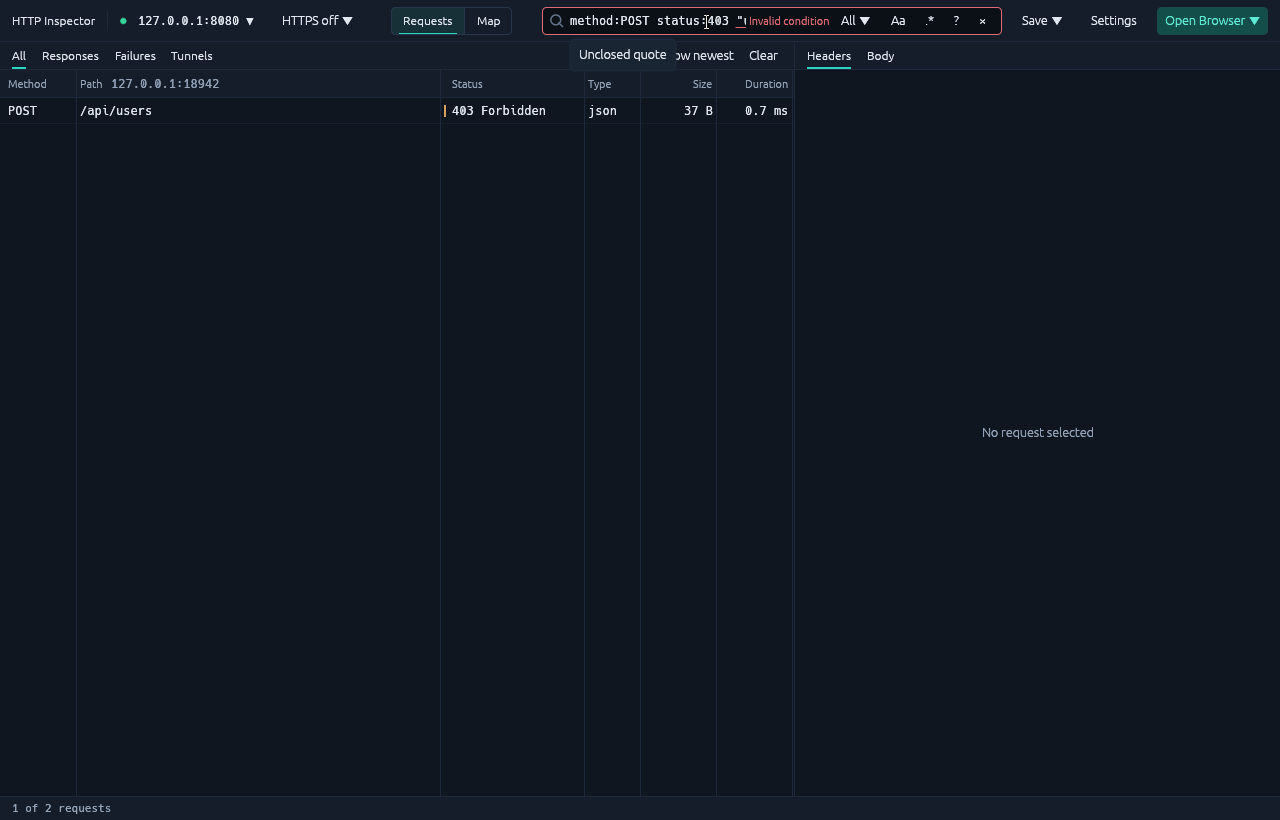 HTTP Inspector 127.0.0.1:8080 ▼ HTTPS off ▼ Requests Map method:POST status:403 " Invalid condition All ▼ Aa .* ? × Save ▼ Settings Open Browser ▼
All Responses Failures Tunnels Unclosed quote newest Clear Headers Body
Method Path 127.0.0.1:18942 Status Type Size Duration
POST /api/users 403 Forbidden json 37 B 0.7 ms
No request selected
1 of 2 requests